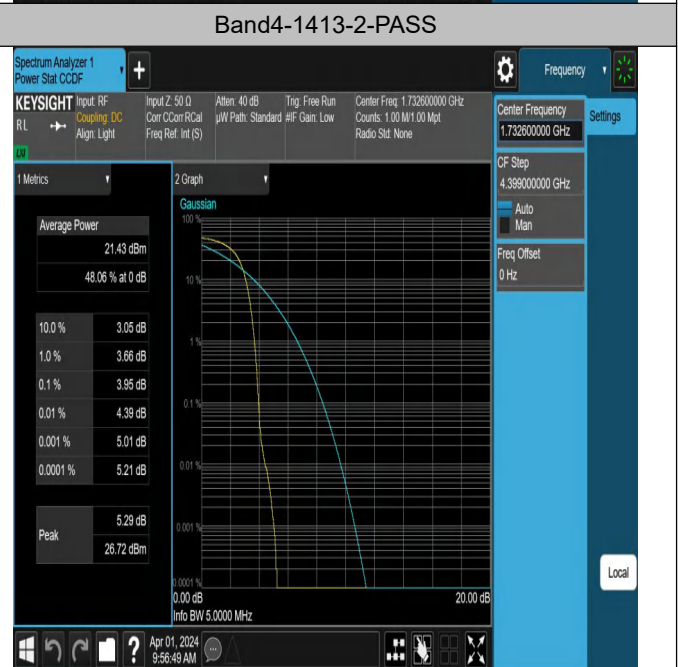 Band4-1413-2-PASS
Spectrum Analyzer 1
Power Stat CCDF
+
Frequency
KEYSIGHT
RL
Input: RF
Coupling: DC
Align: Light
Input Z: 50 Ω
Corr CCorr RCal
Freq Ref: Int (S)
Atten: 40 dB
µW Path: Standard
Trig: Free Run
#IF Gain: Low
Center Freq: 1.732600000 GHz
Counts: 1.00 M/1.00 Mpt
Radio Std: None
Center Frequency
1.732600000 GHz
Settings
CF Step
4.399000000 GHz
Auto
Man
Freq Offset
0 Hz
1 Metrics
2 Graph
Average Power
21.43 dBm
48.06 % at 0 dB
10.0 % 3.05 dB
1.0 % 3.66 dB
0.1 % 3.95 dB
0.01 % 4.39 dB
0.001 % 5.01 dB
0.0001 % 5.21 dB
Peak
5.29 dB
26.72 dBm
Gaussian
100 %
10 %
1 %
0.1 %
0.01 %
0.001 %
0.0001 %
0.00 dB
20.00 dB
Info BW 5.0000 MHz
Local
?
Apr 01, 2024
9:56:49 AM